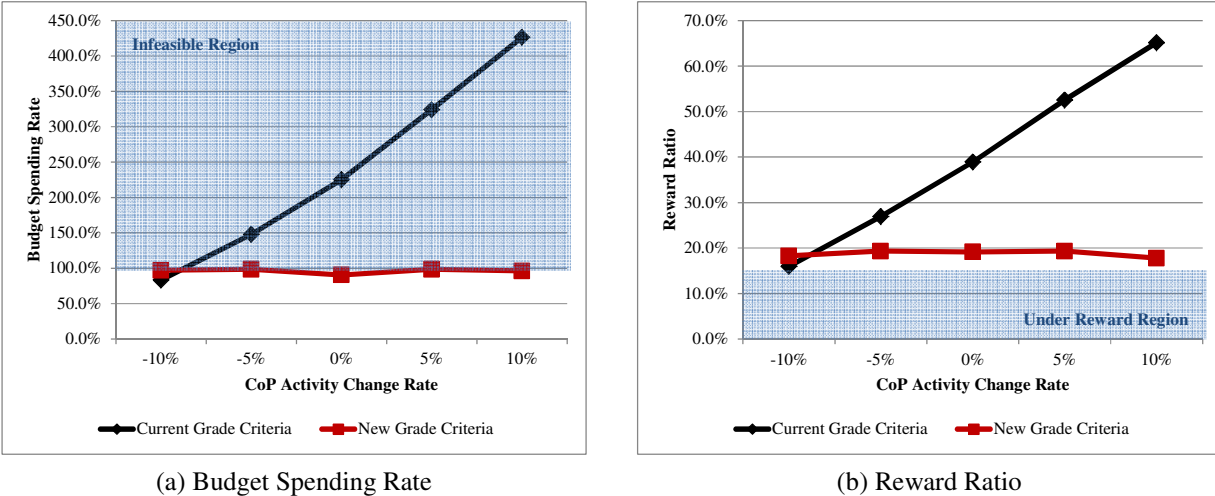 450.0%
400.0%
350.0%
300.0%
250.0%
200.0%
150.0%
100.0%
50.0%
0.0%
Budget Spending Rate
Infeasible Region
-10% -5% 0% 5% 10%
CoP Activity Change Rate
Current Grade Criteria New Grade Criteria
(a) Budget Spending Rate
70.0%
60.0%
50.0%
40.0%
30.0%
20.0%
10.0%
0.0%
Reward Ratio
Under Reward Region
-10% -5% 0% 5% 10%
CoP Activity Change Rate
Current Grade Criteria New Grade Criteria
(b) Reward Ratio